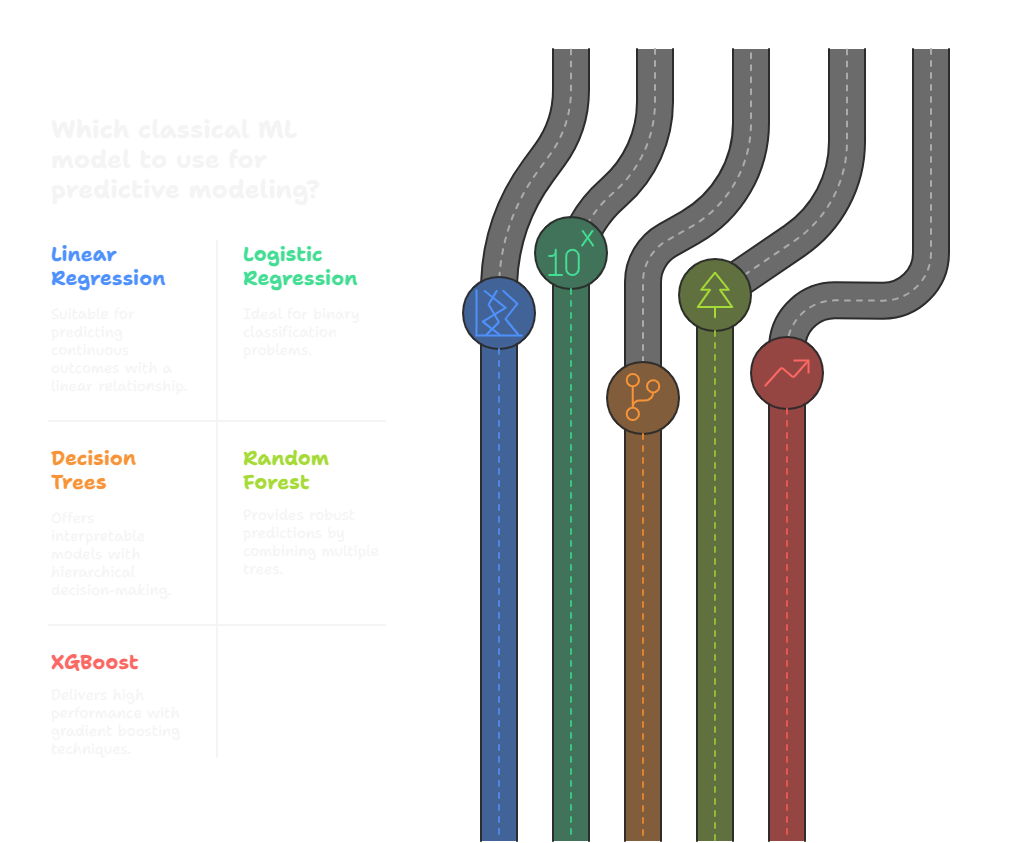 Which classical ML
model to use for
predictive modeling?
Linear
Regression
Suitable for
predicting
continuous
outcomes with a
linear relationship.
Logistic
Regression
Ideal for binary
classification
problems.
Decision
Trees
Offers
interpretable
models with
hierarchical
decision-making.
Random
Forest
Provides robust
predictions by
combining multiple
trees.
XGBoost
Delivers high
performance with
gradient boosting
techniques.
10ˣ